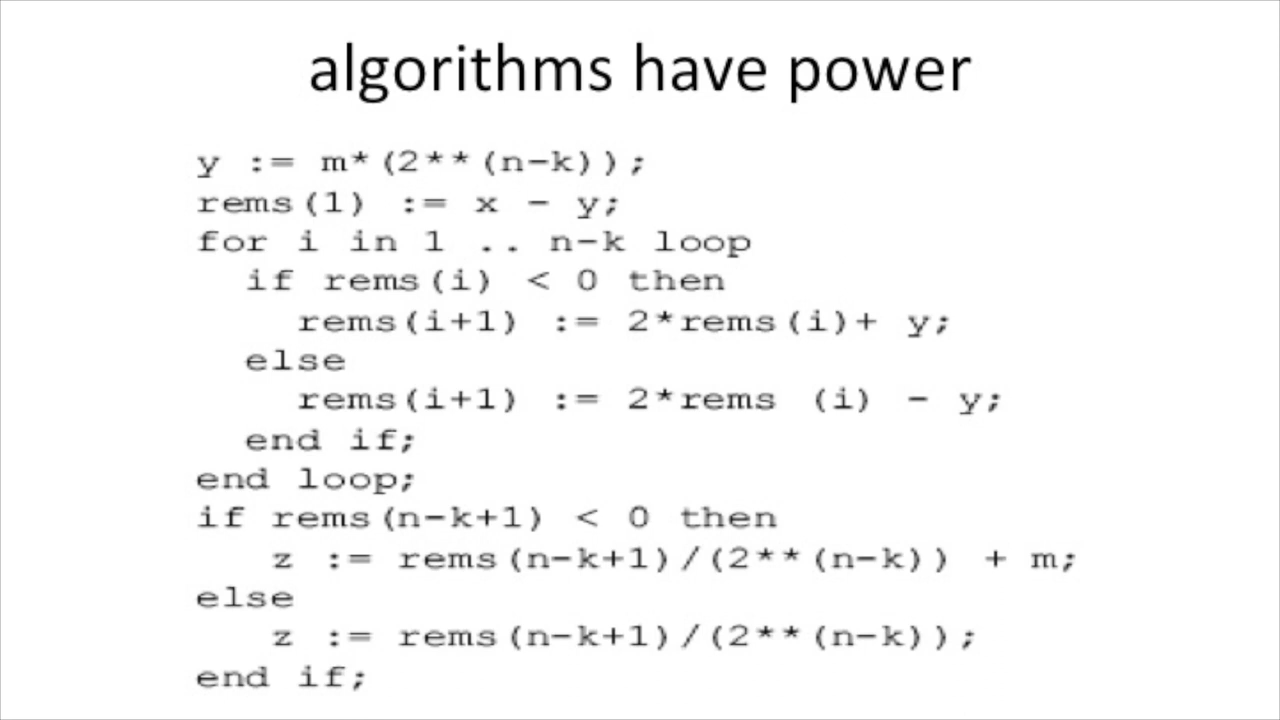 algorithms have power
y := m*(2**(n-k));
rems(1) := x - y;
for i in 1 .. n-k loop
if rems(i) < 0 then
rems(i+1) := 2*rems(i)+ y;
else
rems(i+1) := 2*rems (i) - y;
end if;
end loop;
if rems(n-k+1) < 0 then
z := rems(n-k+1)/(2**(n-k)) + m;
else
z := rems(n-k+1)/(2**(n-k));
end if;